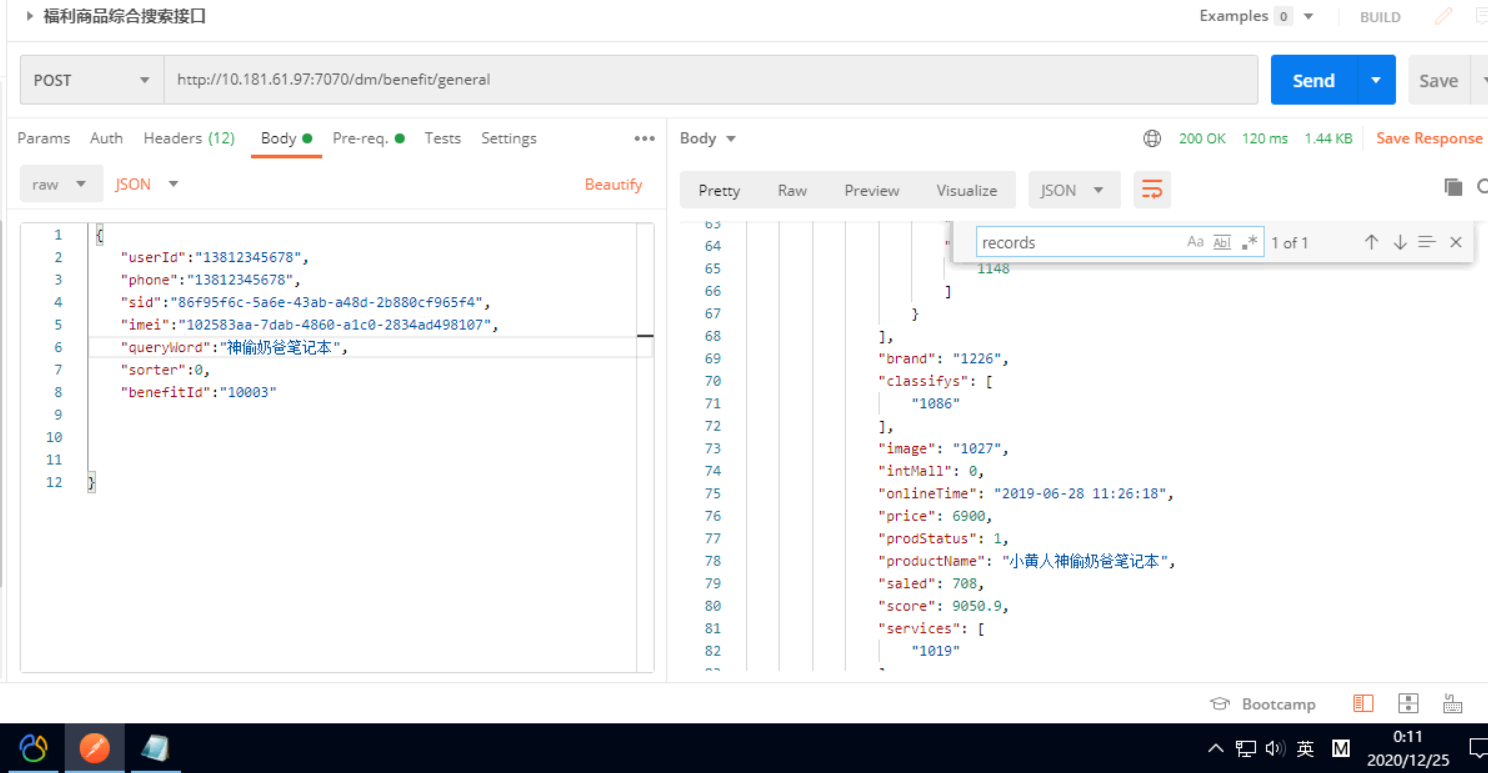 福利商品综合搜索接口
Examples 0
BUILD
POST
http://10.181.61.97:7070/dm/benefit/general
Send
Save
Params Auth Headers (12) Body Pre-req. Tests Settings
raw JSON Beautify
1 {
2 "userId":"13812345678",
3 "phone":"13812345678",
4 "sid":"86f95f6c-5a6e-43ab-a48d-2b880cf965f4",
5 "imei":"102583aa-7dab-4860-a1c0-2834ad498107",
6 "queryWord":"神偷奶爸笔记本",
7 "sorter":0,
8 "benefitId":"10003"
9
10
11
12 }
Body 200 OK 120 ms 1.44 KB Save Response
Pretty Raw Preview Visualize JSON
records Aa Abl .* 1 of 1
63
64 "
65 1148
66 ]
67 }
68 ],
69 "brand": "1226",
70 "classifys": [
71 "1086"
72 ],
73 "image": "1027",
74 "intMall": 0,
75 "onlineTime": "2019-06-28 11:26:18",
76 "price": 6900,
77 "prodStatus": 1,
78 "productName": "小黄人神偷奶爸笔记本",
79 "saled": 708,
80 "score": 9050.9,
81 "services": [
82 "1019"
Bootcamp
英 M
0:11
2020/12/25